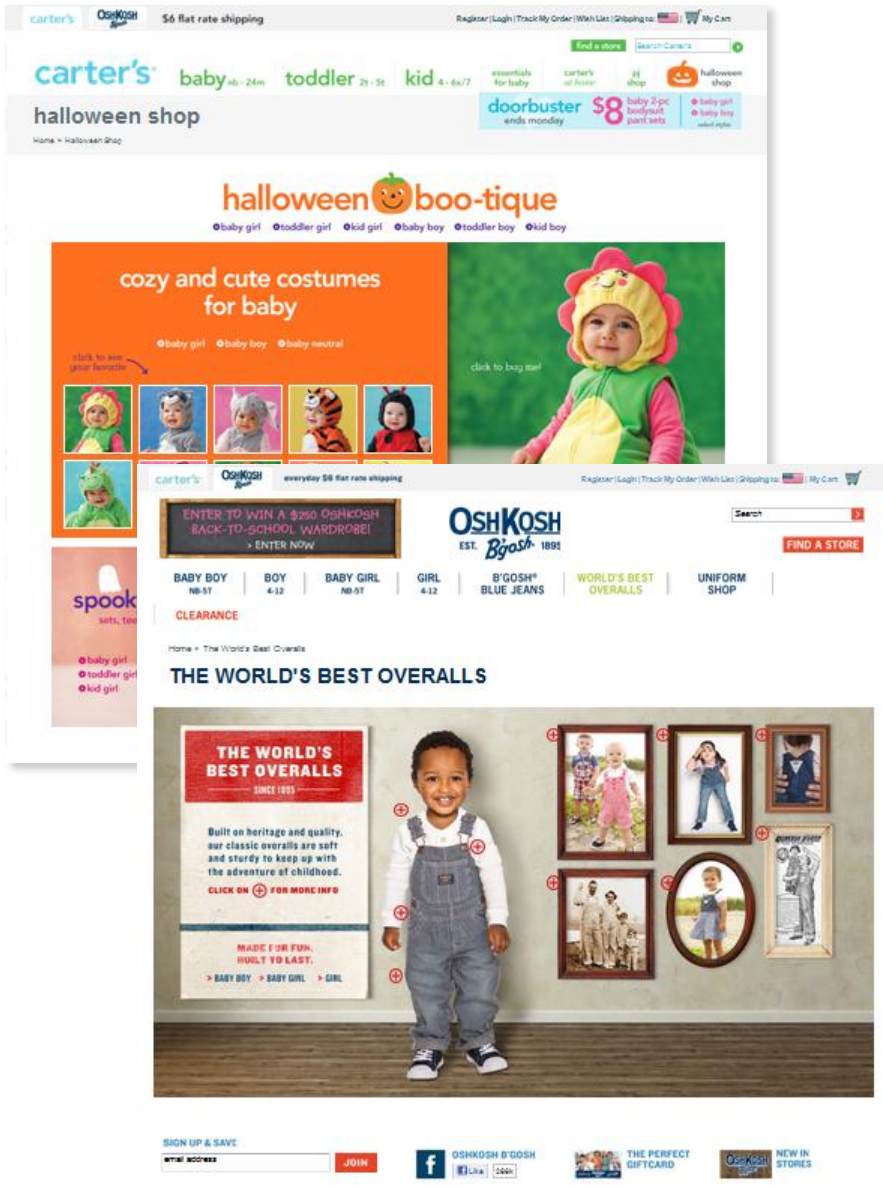 carter's OSHKOSH B'gosh $6 flat rate shipping Register | Login | Track My Order | Wish List | Shipping to: | My Cart
find a store Search Carter's
carter's baby nb - 24m toddler 2t - 5t kid 4 - 6x/7 essentials for baby carter's at home pj shop halloween shop
halloween shop
doorbuster ends monday $8 baby 2-pc bodysuit pant sets baby girl baby boy select styles
Home > Halloween Shop
halloween boo-tique
baby girl toddler girl kid girl baby boy toddler boy kid boy
cozy and cute costumes
for baby
baby girl baby boy baby neutral
click to see
your favorite
click to buy me!
spook
sets, tee
baby girl
toddler girl
kid girl
carter's OSHKOSH B'gosh everyday $6 flat rate shipping Register | Login | Track My Order | Wish List | Shipping to: | My Cart
ENTER TO WIN A $250 OSHKOSH
BACK-TO-SCHOOL WARDROBE!
> ENTER NOW
OSHKOSH
EST. B'gosh 1895
Search
FIND A STORE
BABY BOY NB-5T BOY 4-12 BABY GIRL NB-5T GIRL 4-12 B'GOSH® BLUE JEANS WORLD'S BEST OVERALLS UNIFORM SHOP
CLEARANCE
Home > The World's Best Overalls
THE WORLD'S BEST OVERALLS
THE WORLD'S
BEST OVERALLS
SINCE 1895
Built on heritage and quality,
our classic overalls are soft
and sturdy to keep up with
the adventure of childhood.
CLICK ON FOR MORE INFO
MADE FOR FUN.
BUILT TO LAST.
> BABY BOY > BABY GIRL > GIRL
SIGN UP & SAVE
email address JOIN
OSHKOSH B'GOSH
Like
THE PERFECT
GIFTCARD
OSHKOSH
NEW IN
STORES